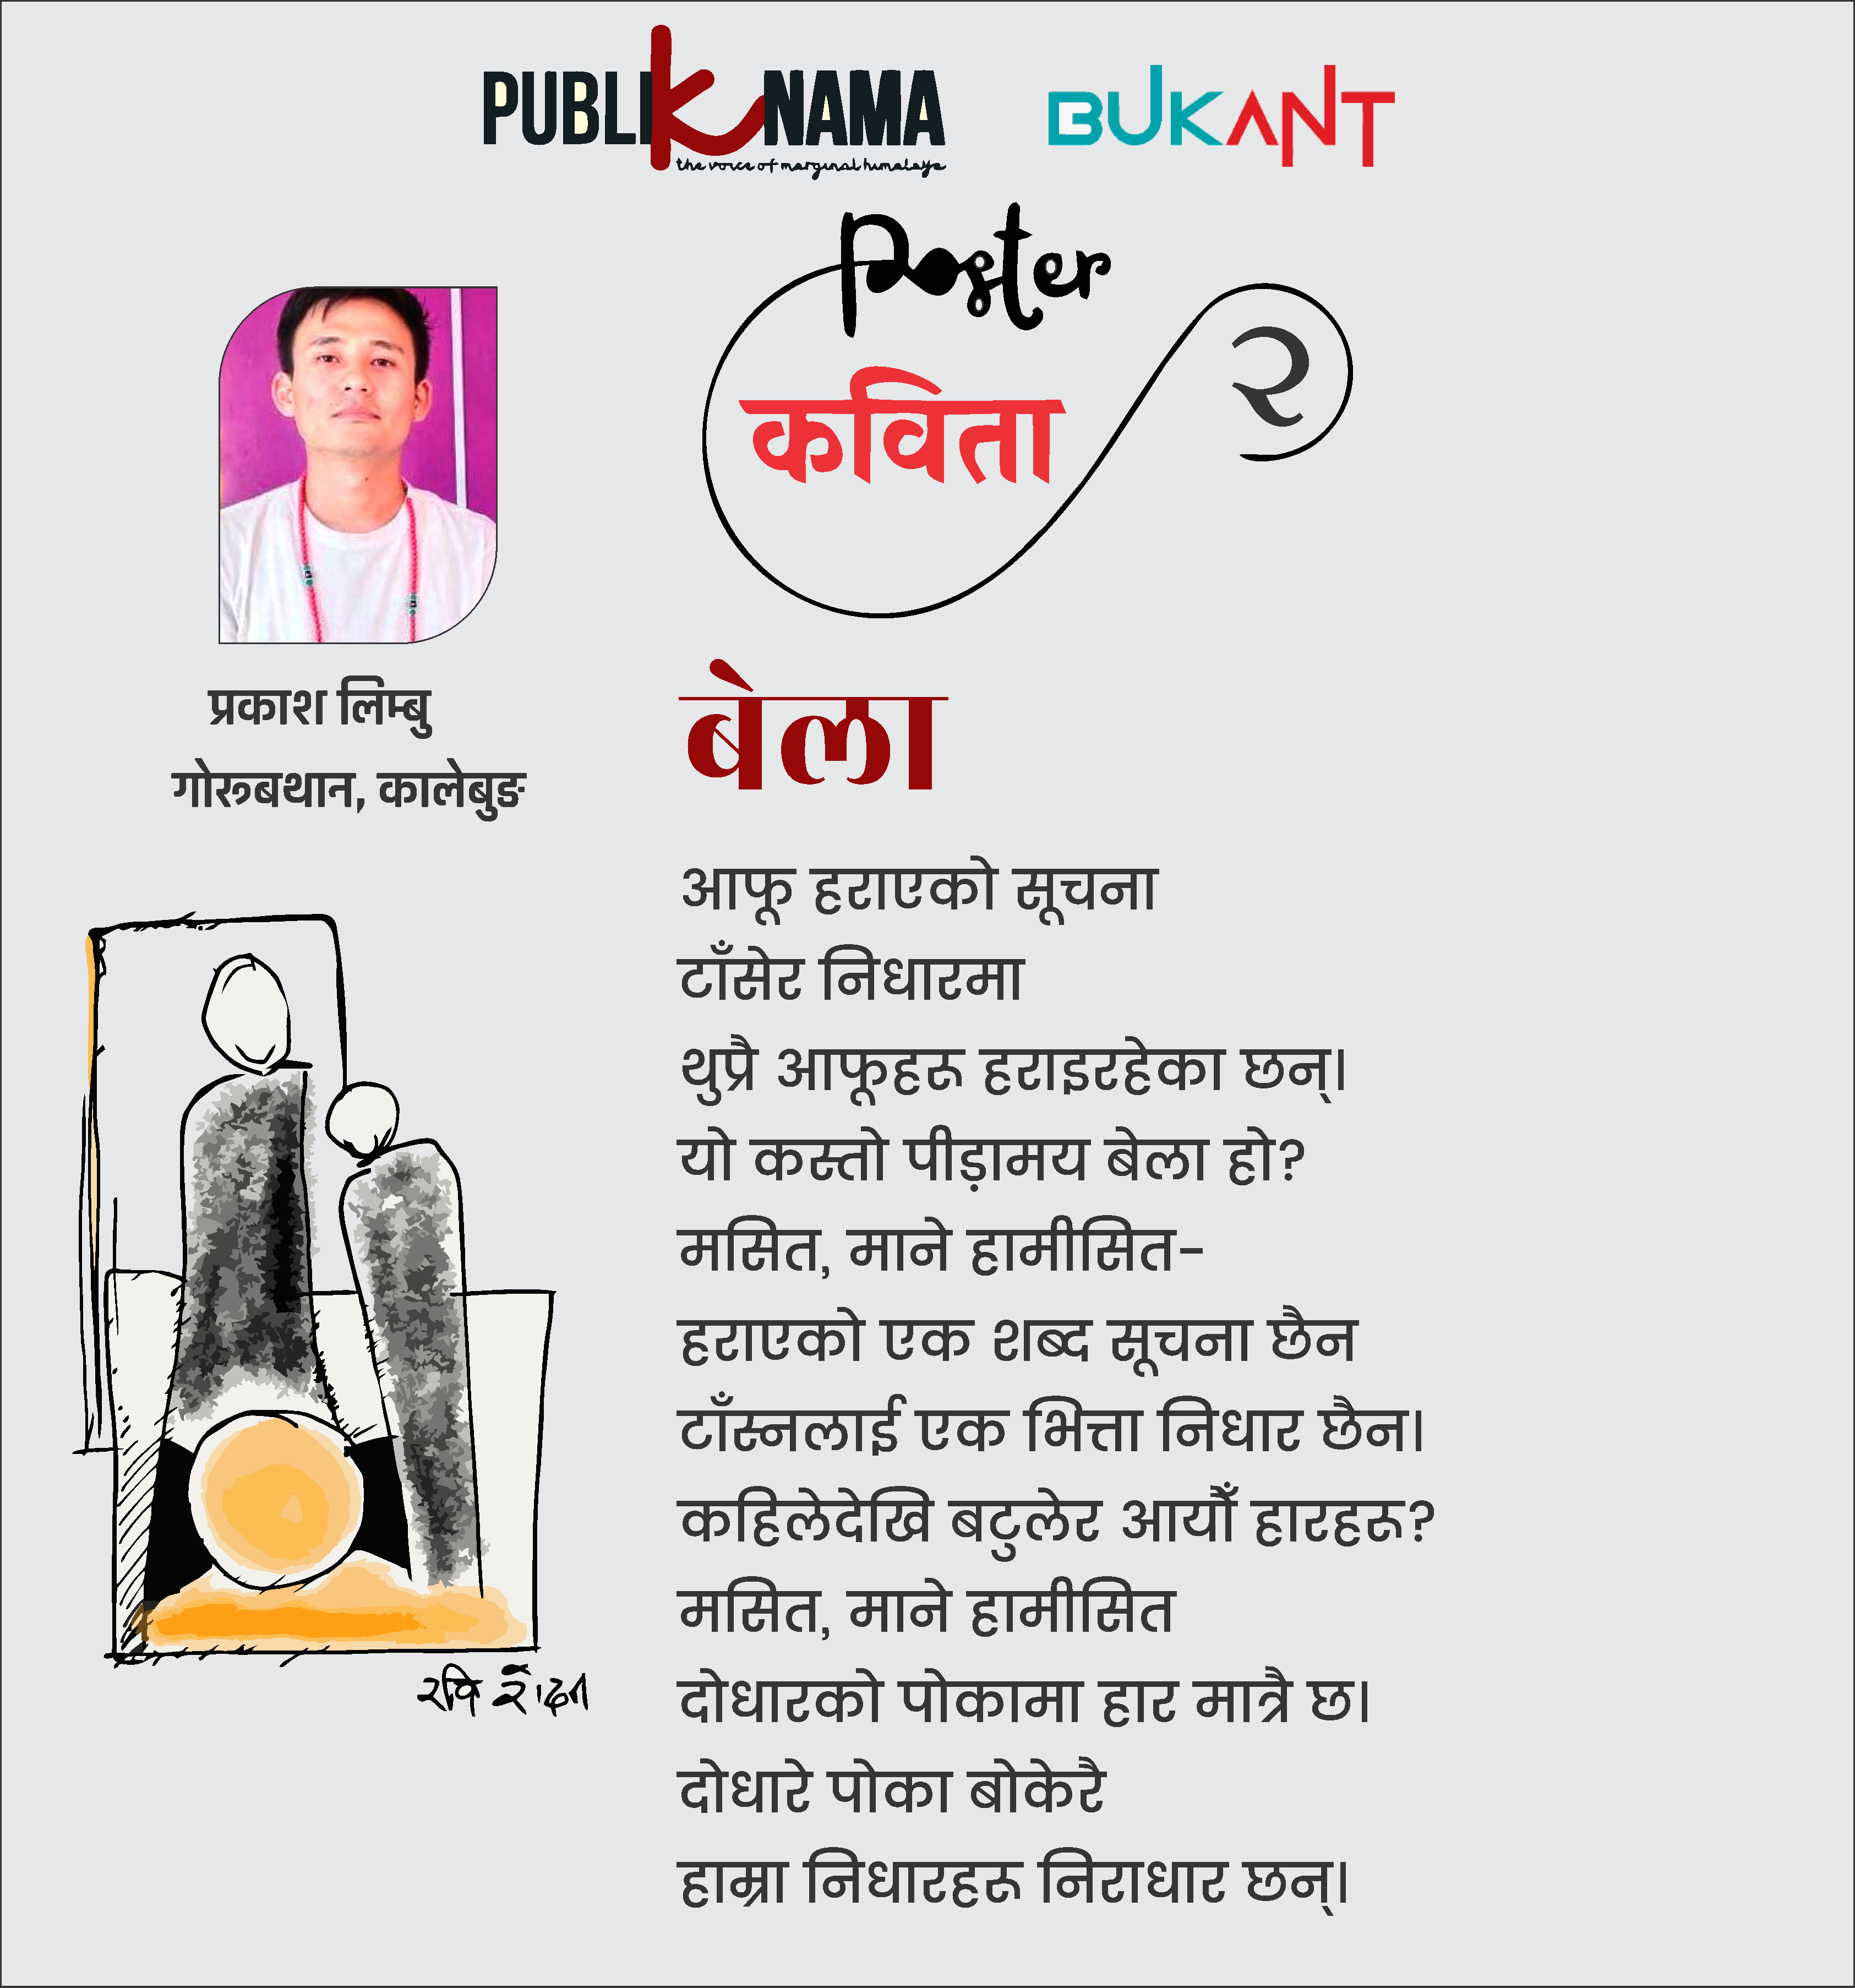 PUBLIKNAMA
the voice of marginal himalaya
BUKANT
Poster
कविता
२
प्रकाश लिम्बु
गोरूबथान, कालेबुङ
बेला
आफू हराएको सूचना
टाँसेर निधारमा
थुप्रै आफूहरू हराइरहेका छन्।
यो कस्तो पीड़ामय बेला हो?
मसित, माने हामीसित-
हराएको एक शब्द सूचना छैन
टाँस्नलाई एक भित्ता निधार छैन।
कहिलेदेखि बटुलेर आयौँ हारहरू?
मसित, माने हामीसित
दोधारको पोकामा हार मात्रै छ।
दोधारे पोका बोकेरै
हाम्रा निधारहरू निराधार छन्।
रवि